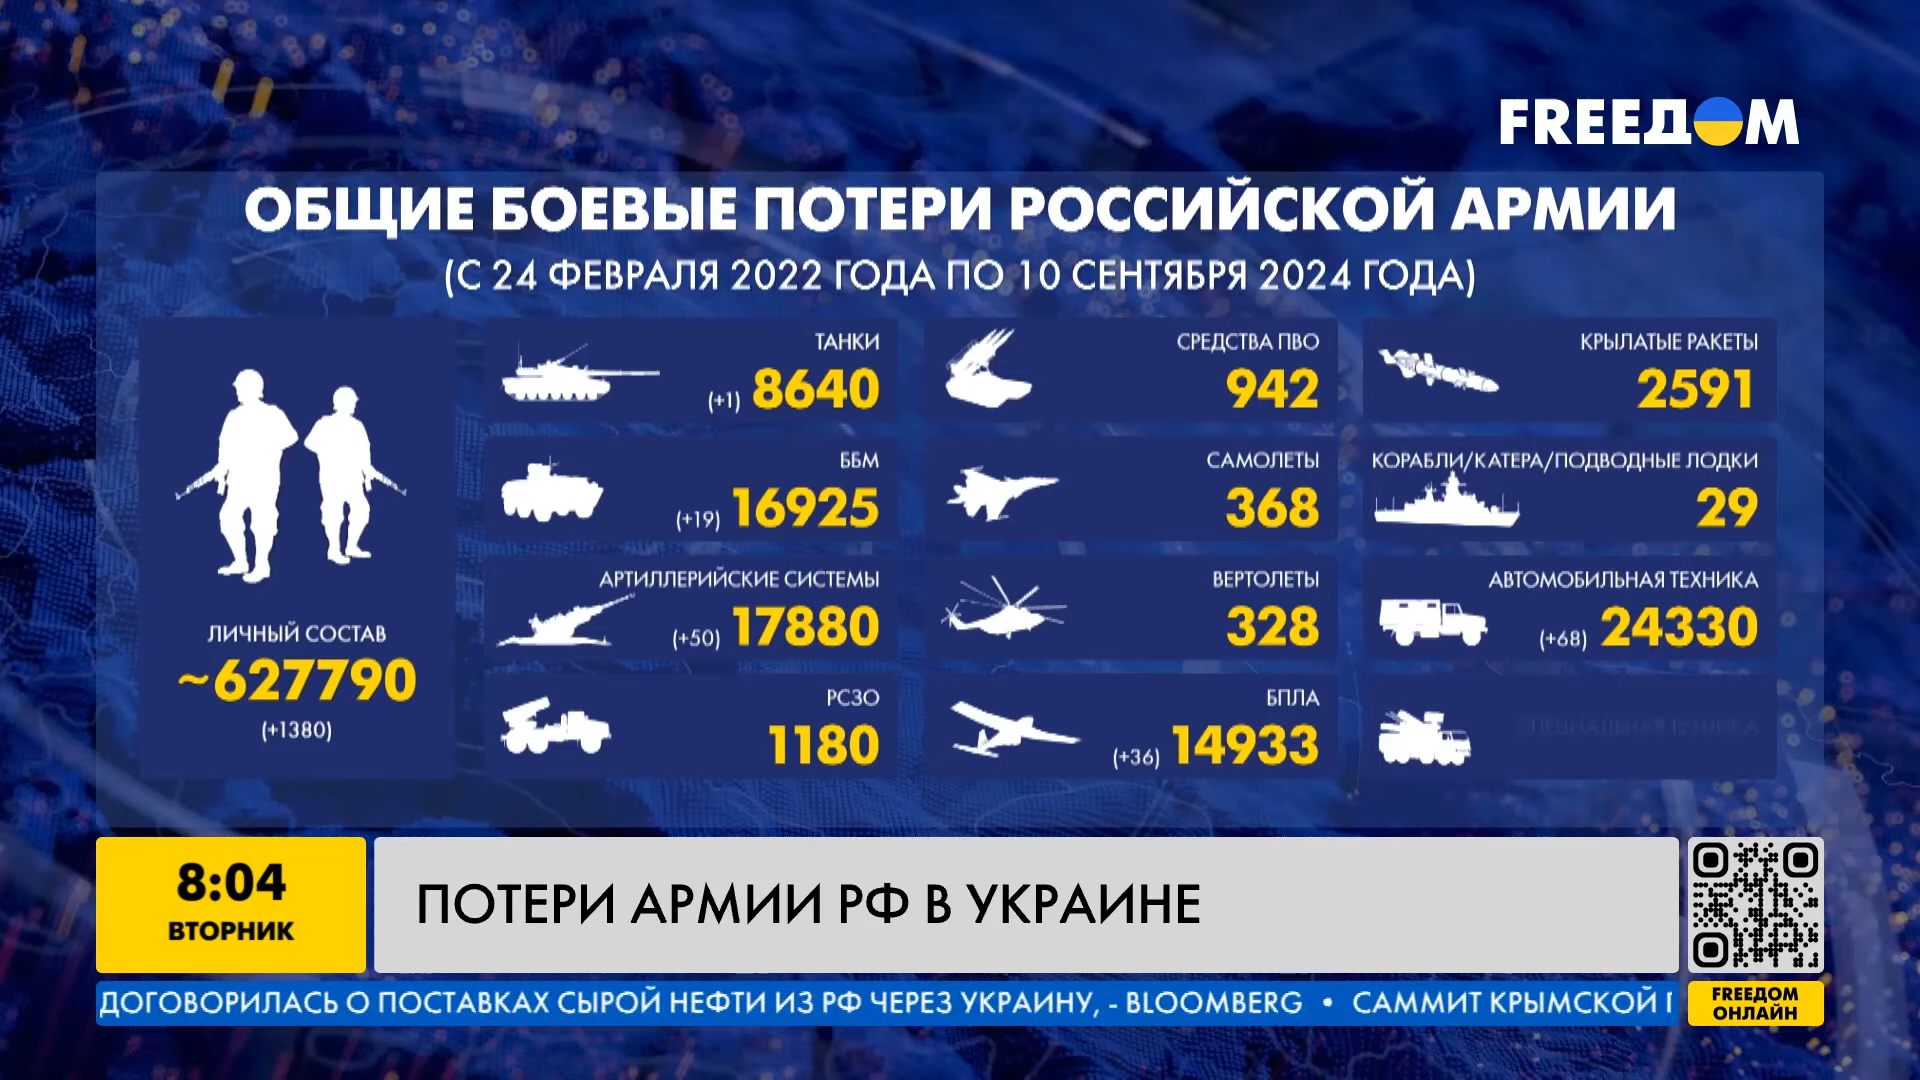 FREEДOM
ОБЩИЕ БОЕВЫЕ ПОТЕРИ РОССИЙСКОЙ АРМИИ
(С 24 ФЕВРАЛЯ 2022 ГОДА ПО 10 СЕНТЯБРЯ 2024 ГОДА)
ЛИЧНЫЙ СОСТАВ
~627790
(+1380)
ТАНКИ
(+1) 8640
ББМ
(+19) 16925
АРТИЛЛЕРИЙСКИЕ СИСТЕМЫ
(+50) 17880
РСЗО
1180
СРЕДСТВА ПВО
942
САМОЛЕТЫ
368
ВЕРТОЛЕТЫ
328
БПЛА
(+36) 14933
КРЫЛАТЫЕ РАКЕТЫ
2591
КОРАБЛИ/КАТЕРА/ПОДВОДНЫЕ ЛОДКИ
29
АВТОМОБИЛЬНАЯ ТЕХНИКА
(+68) 24330
СПЕЦИАЛЬНАЯ ТЕХНИКА
8:04
ВТОРНИК
ПОТЕРИ АРМИИ РФ В УКРАИНЕ
ДОГОВОРИЛАСЬ О ПОСТАВКАХ СЫРОЙ НЕФТИ ИЗ РФ ЧЕРЕЗ УКРАИНУ, - BLOOMBERG • САММИТ КРЫМСКОЙ
FREEДOM
ОНЛАЙН